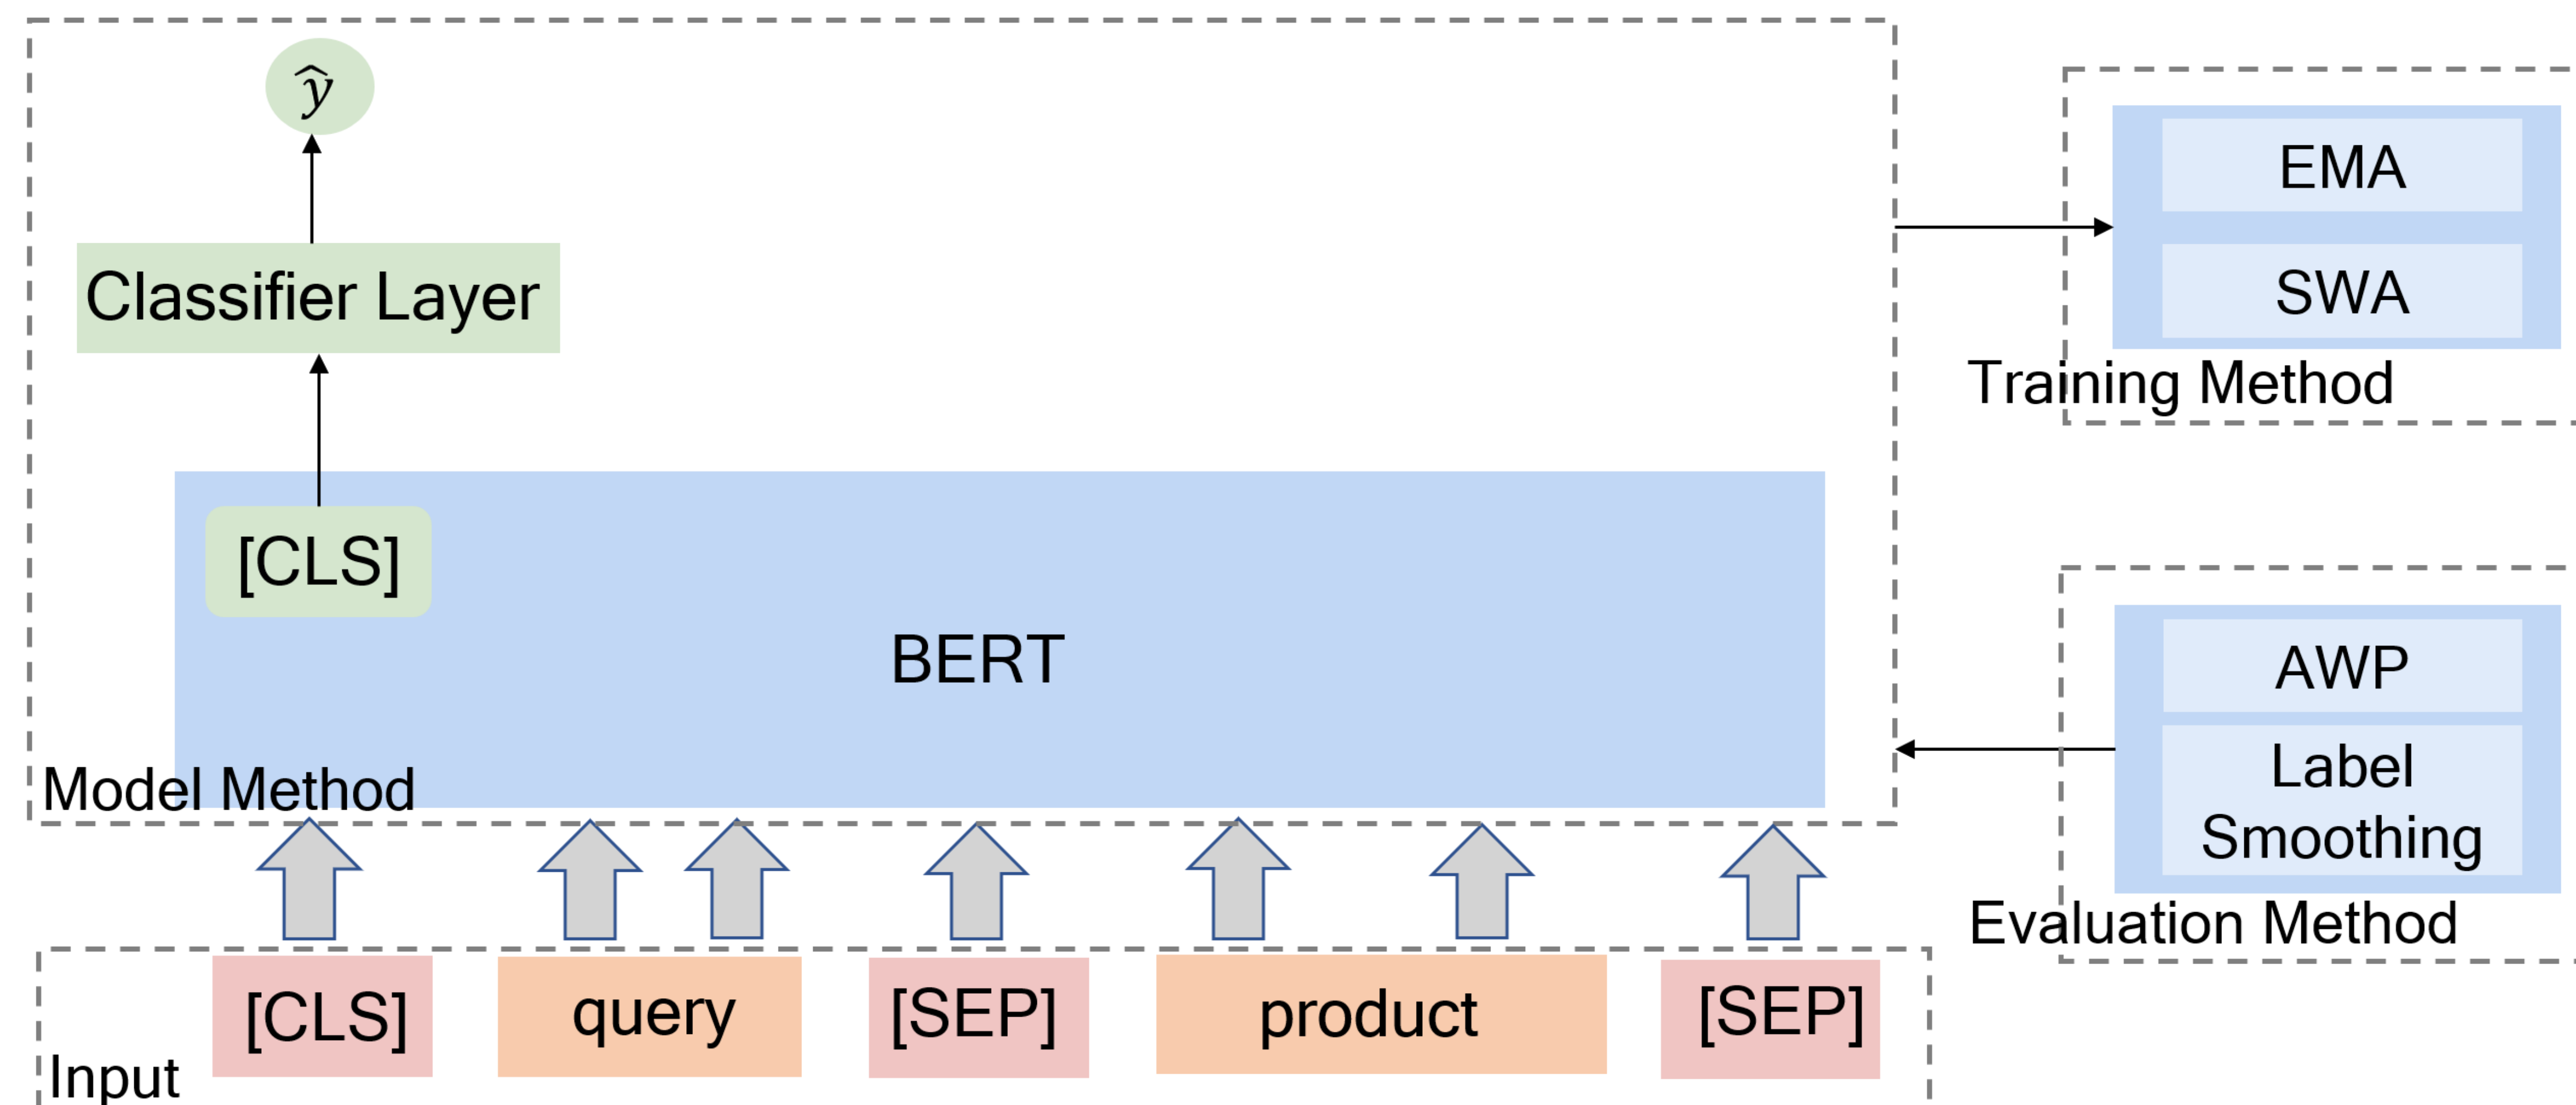 ŷ
Classifier Layer
[CLS]
BERT
Model Method
[CLS] query [SEP] product [SEP]
Input
EMA
SWA
Training Method
AWP
Label
Smoothing
Evaluation Method